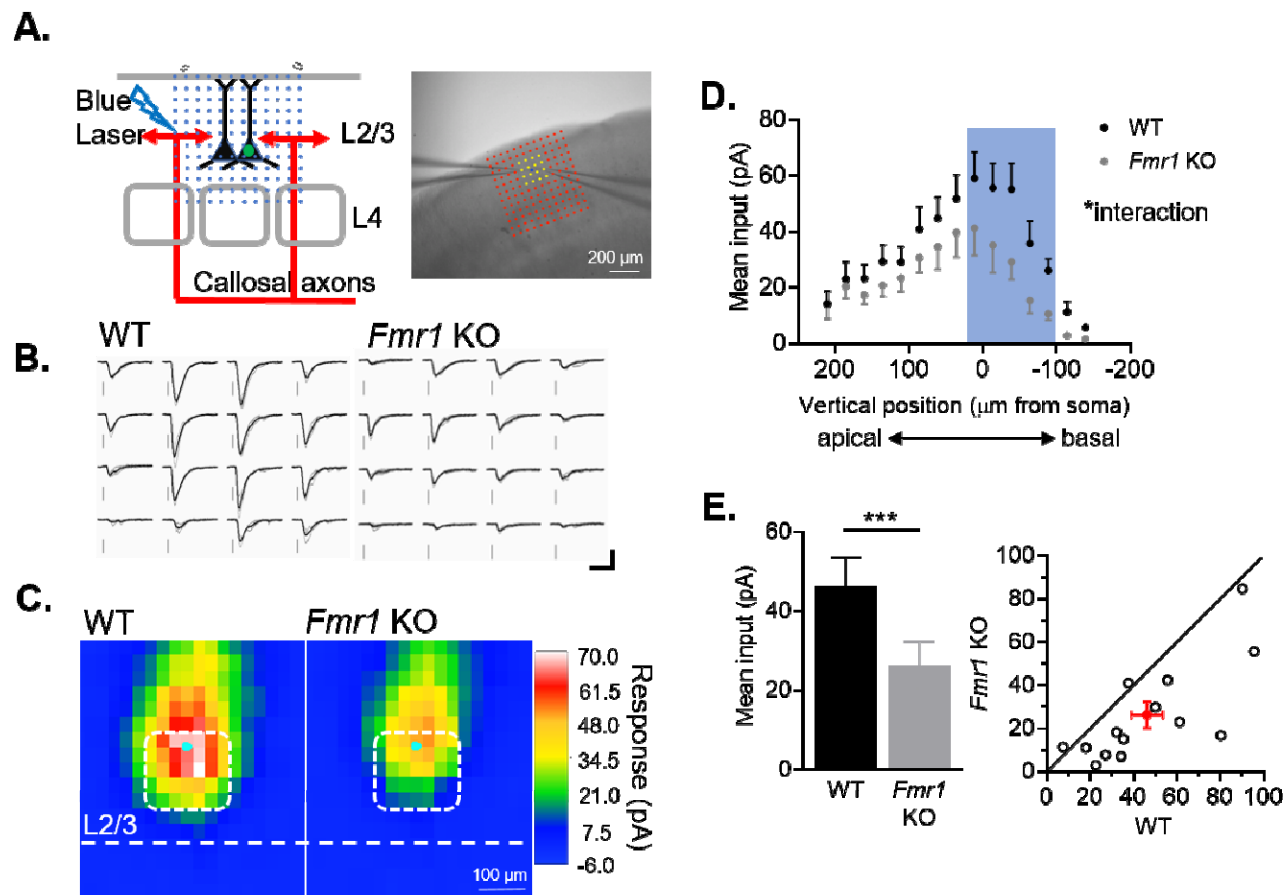 A.
Blue
Laser
L2/3
L4
Callosal axons
200 µm
B.
WT
Fmr1 KO
C.
WT
Fmr1 KO
L2/3
100 µm
70.0
61.5
48.0
34.5
21.0
7.5
-6.0
Response (pA)
D.
80
60
40
20
0
Mean input (pA)
WT
Fmr1 KO
*interaction
200
100
0
-100
-200
Vertical position (µm from soma)
apical
basal
E.
60
40
20
0
Mean input (pA)
***
WT
Fmr1
KO
100
80
60
40
20
0
Fmr1 KO
0
20
40
60
80
100
WT